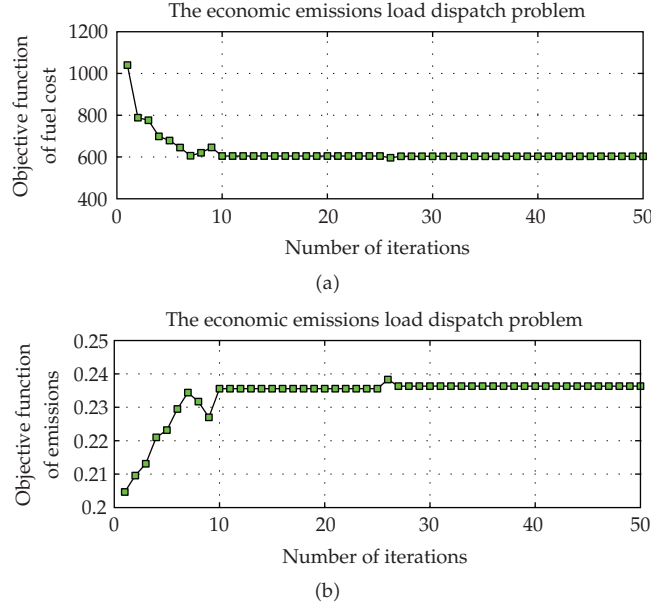 The economic emissions load dispatch problem
1200
1000
800
600
400
0
10
20
30
40
50
Objective function
of fuel cost
Number of iterations
(a)
The economic emissions load dispatch problem
0.25
0.24
0.23
0.22
0.21
0.2
0
10
20
30
40
50
Objective function
of emissions
Number of iterations
(b)